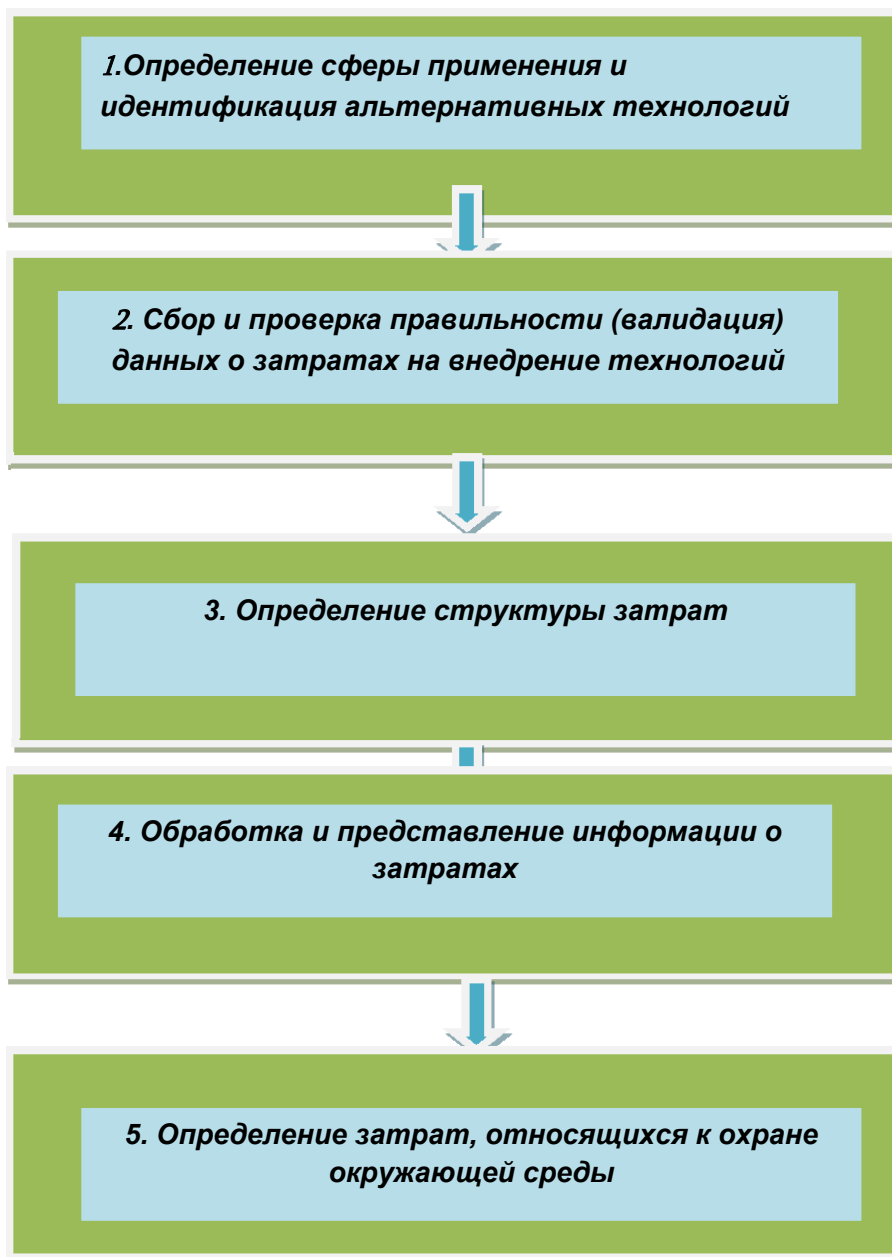 1.Определение сферы применения и
идентификация альтернативных технологий
2. Сбор и проверка правильности (валидация)
данных о затратах на внедрение технологий
3. Определение структуры затрат
4. Обработка и представление информации о
затратах
5. Определение затрат, относящихся к охране
окружающей среды